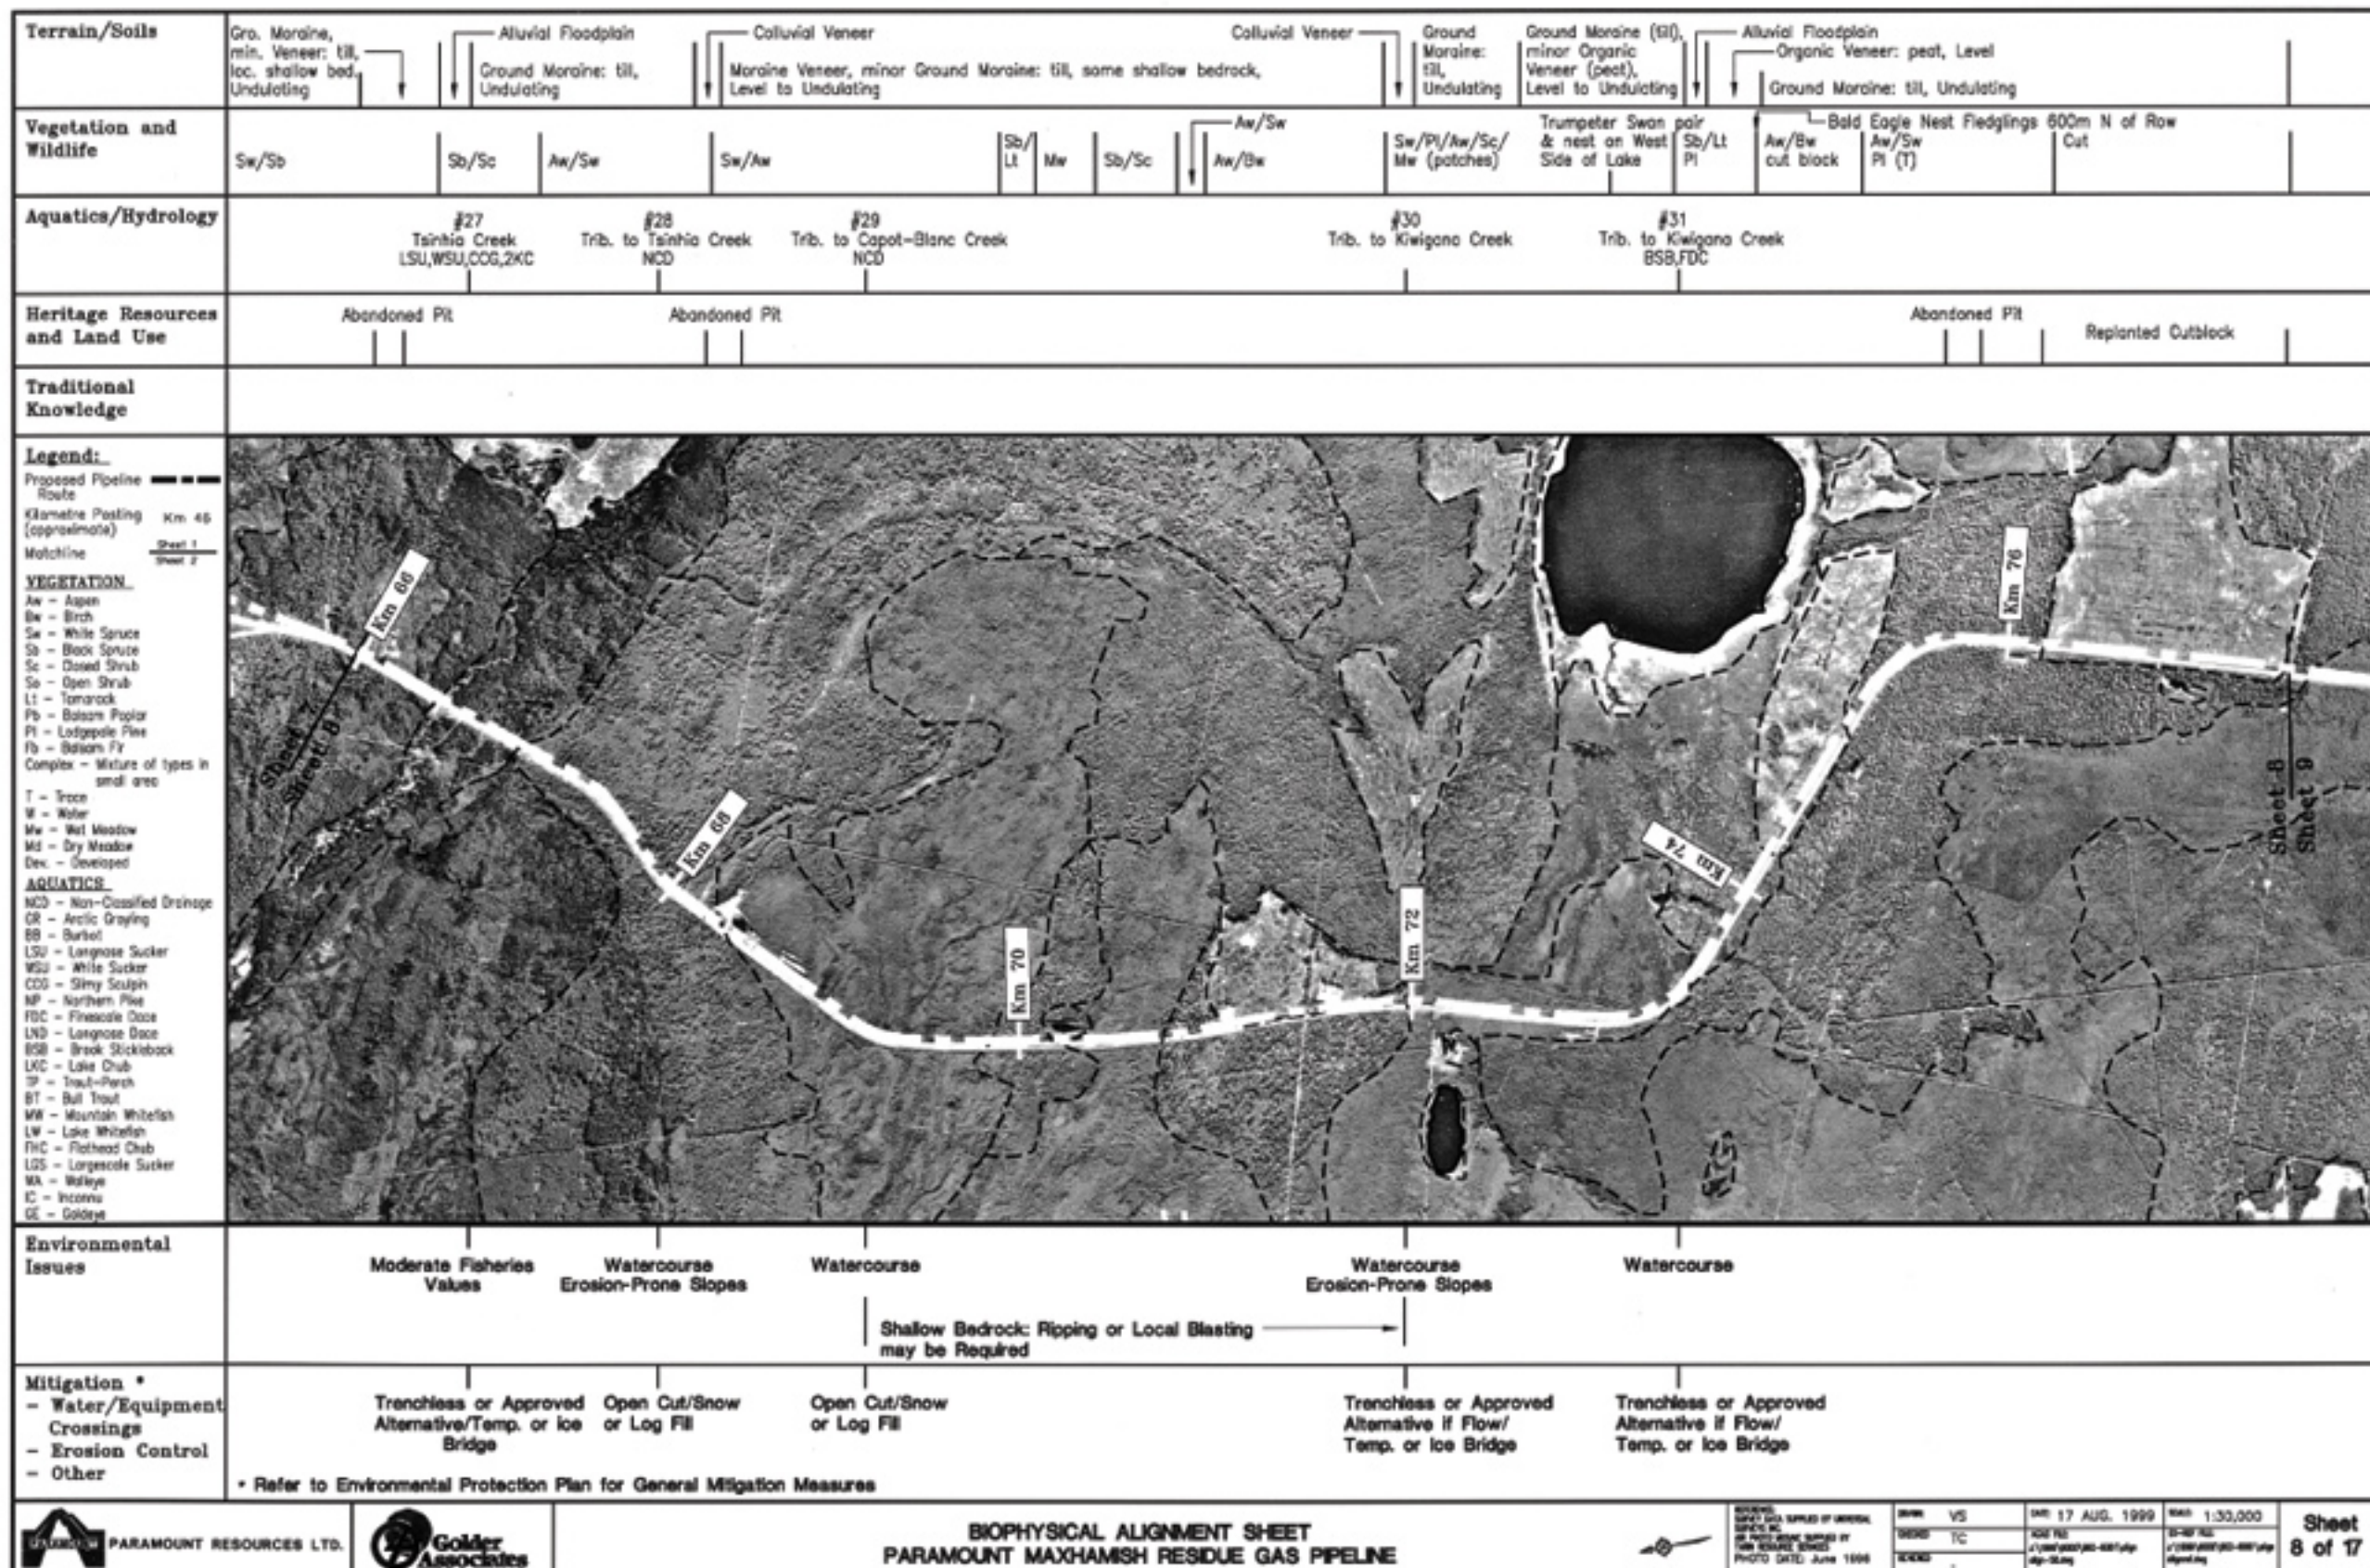 Terrain/Soils
Gro. Moraine,
min. Veneer: till,
loc. shallow bed.
Undulating
Alluvial Floodplain
Ground Moraine: till,
Undulating
Colluvial Veneer
Moraine Veneer, minor Ground Moraine: till, some shallow bedrock,
Level to Undulating
Colluvial Veneer
Ground
Moraine:
till,
Undulating
Ground Moraine (till),
minor Organic
Veneer (peat),
Level to Undulating
Alluvial Floodplain
Organic Veneer: peat, Level
Ground Moraine: till, Undulating
Vegetation and
Wildlife
Sw/Sb
Sb/Sc
Aw/Sw
Sw/Aw
Sb/
Lt
Mw
Sb/Sc
Aw/Sw
Aw/Bw
Sw/Pl/Aw/Sc/
Mw (patches)
Trumpeter Swan pair
& nest on West
Side of Lake
Sb/Lt
Pl
Bald Eagle Nest Fledglings 600m N of Row
Aw/Bw
cut block
Aw/Sw
Pl (T)
Cut
Aquatics/Hydrology
#27
Tsinhia Creek
LSU,WSU,CCG,2KC
#28
Trib. to Tsinhia Creek
NCD
#29
Trib. to Capot-Blanc Creek
NCD
#30
Trib. to Kiwigana Creek
#31
Trib. to Kiwigana Creek
BSB,FDC
Heritage Resources
and Land Use
Abandoned Pit
Abandoned Pit
Abandoned Pit
Replanted Cutblock
Traditional
Knowledge
Legend:
Proposed Pipeline
Route
Kilometre Posting
(approximate)
Km 46
Matchline
Sheet 1
Sheet 2
VEGETATION
Aw - Aspen
Bw - Birch
Sw - White Spruce
Sb - Black Spruce
Sc - Closed Shrub
So - Open Shrub
Lt - Tamarack
Pb - Balsam Poplar
Pl - Lodgepole Pine
Fb - Balsam Fir
Complex - Mixture of types in
small area
T - Trace
W - Water
Mw - Wet Meadow
Md - Dry Meadow
Dev. - Developed
AQUATICS
NCD - Non-Classified Drainage
GR - Arctic Grayling
BB - Burbot
LSU - Longnose Sucker
WSU - White Sucker
CCG - Slimy Sculpin
NP - Northern Pike
FDC - Finescale Dace
LND - Longnose Dace
BSB - Brook Stickleback
LKC - Lake Chub
TP - Trout-Perch
BT - Bull Trout
MW - Mountain Whitefish
LW - Lake Whitefish
FHC - Flathead Chub
LGS - Largescale Sucker
WA - Walleye
IC - Inconnu
GE - Goldeye
Km 66
Sheet 7
Sheet 8
Km 68
Km 70
Km 72
Km 74
Km 76
Sheet 8
Sheet 9
Environmental
Issues
Moderate Fisheries
Values
Watercourse
Erosion-Prone Slopes
Watercourse
Watercourse
Erosion-Prone Slopes
Watercourse
Shallow Bedrock: Ripping or Local Blasting
may be Required
Mitigation *
- Water/Equipment
Crossings
- Erosion Control
- Other
Trenchless or Approved
Alternative/Temp. or Ice
Bridge
Open Cut/Snow
or Log Fill
Open Cut/Snow
or Log Fill
Trenchless or Approved
Alternative if Flow/
Temp. or Ice Bridge
Trenchless or Approved
Alternative if Flow/
Temp. or Ice Bridge
* Refer to Environmental Protection Plan for General Mitigation Measures
PARAMOUNT RESOURCES LTD.
Golder
Associates
BIOPHYSICAL ALIGNMENT SHEET
PARAMOUNT MAXHAMISH RESIDUE GAS PIPELINE
VS
TC
17 AUG. 1999
1:30,000
Sheet
8 of 17